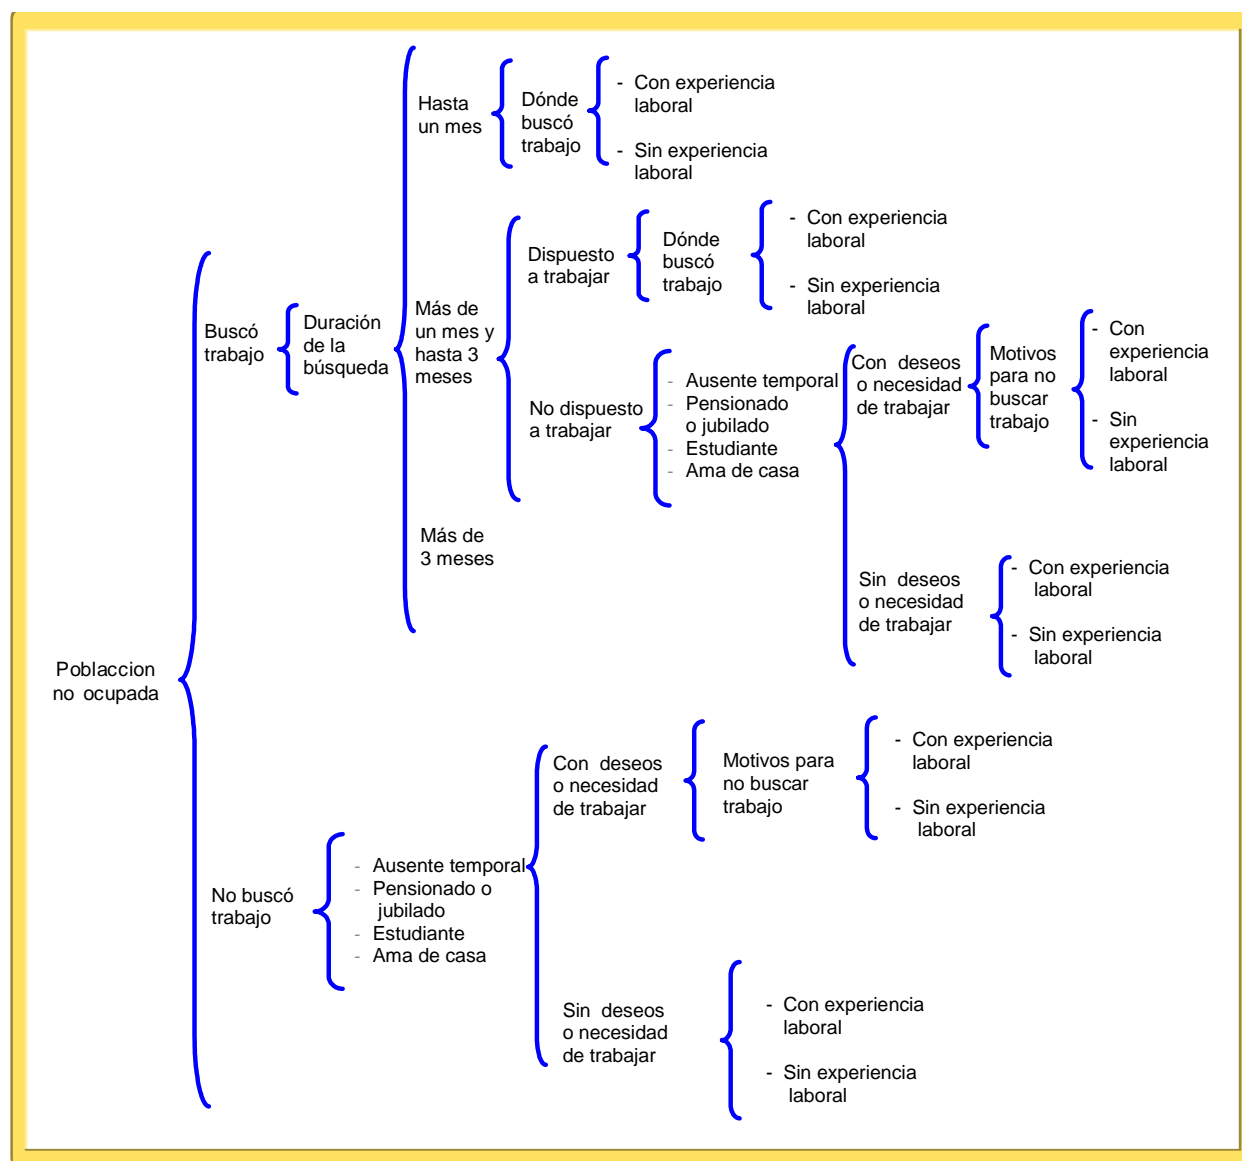 Hasta
un mes
Dónde
buscó
trabajo
- Con experiencia
laboral
- Sin experiencia
laboral
Dispuesto
a trabajar
Dónde
buscó
trabajo
- Con experiencia
laboral
- Sin experiencia
laboral
Buscó
trabajo
Duración
de la
búsqueda
Más de
un mes y
hasta 3
meses
No dispuesto
a trabajar
- Ausente temporal
- Pensionado
o jubilado
- Estudiante
- Ama de casa
Con deseos
o necesidad
de trabajar
Motivos
para no
buscar
trabajo
- Con
experiencia
laboral
- Sin
experiencia
laboral
Más de
3 meses
Sin deseos
o necesidad
de trabajar
- Con experiencia
laboral
- Sin experiencia
laboral
Poblaccion
no ocupada
Con deseos
o necesidad
de trabajar
Motivos para
no buscar
trabajo
- Con experiencia
laboral
- Sin experiencia
laboral
No buscó
trabajo
- Ausente temporal
- Pensionado o
jubilado
- Estudiante
- Ama de casa
Sin deseos
o necesidad
de trabajar
- Con experiencia
laboral
- Sin experiencia
laboral